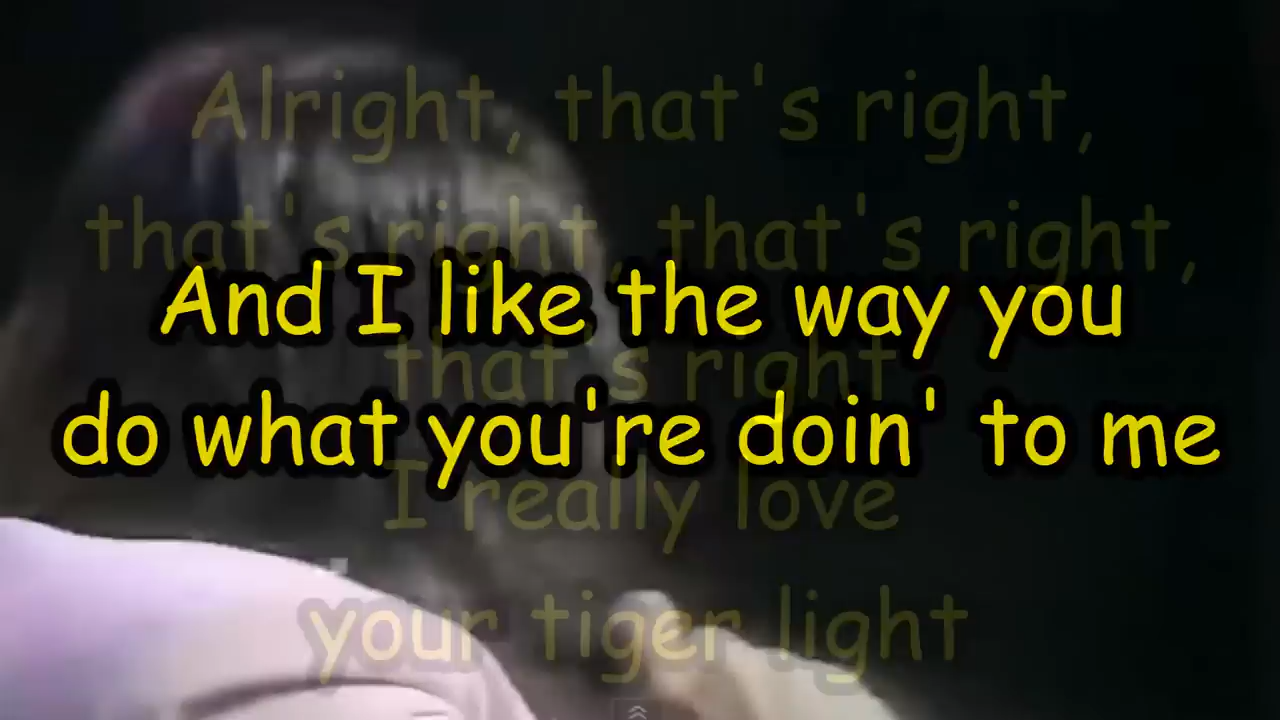 Alright, that's right,
that's right, that's right,
And I like the way you
that's right
do what you're doin' to me
I really love
your tiger light